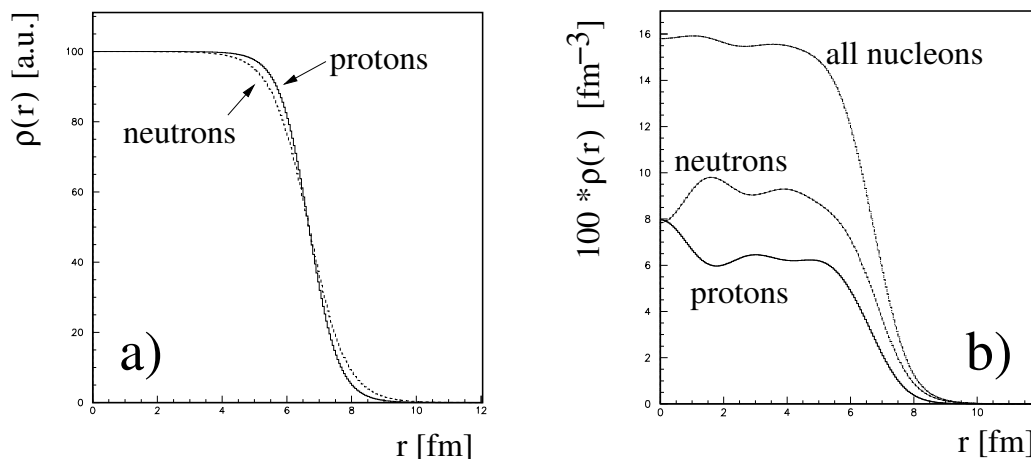 ρ(r) [a.u.]
100
80
60
40
20
0
protons
neutrons
a)
0
2
4
6
8
10
12
r [fm]
100 * ρ(r) [fm⁻³]
16
14
12
10
8
6
4
2
0
all nucleons
neutrons
protons
b)
0
2
4
6
8
10
r [fm]